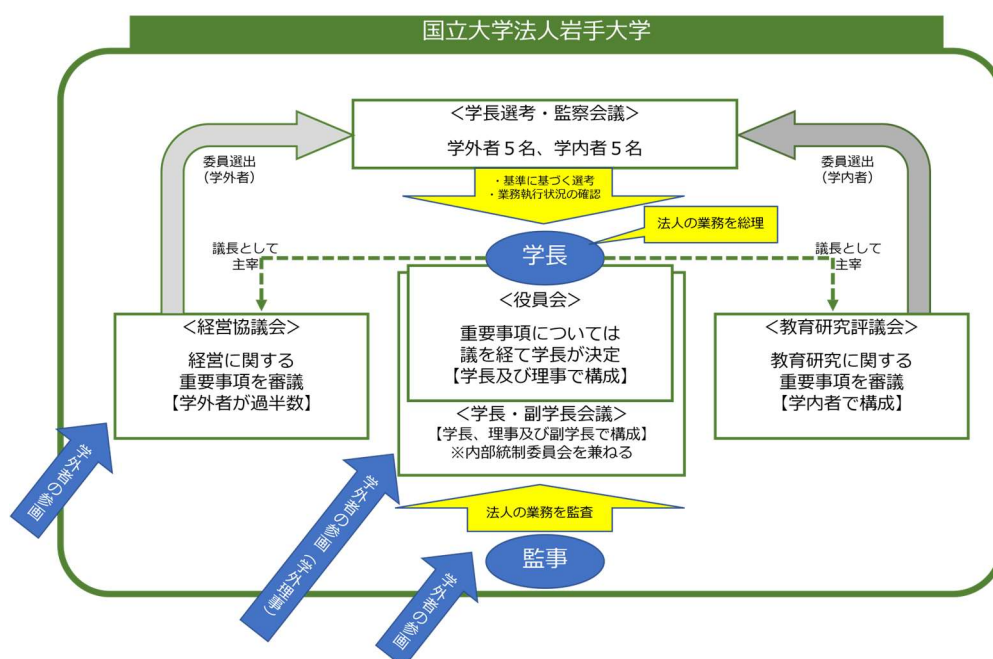 国立大学法人岩手大学
＜学長選考・監察会議＞
学外者５名、学内者５名
委員選出
（学外者）
委員選出
（学内者）
・基準に基づく選考
・業務執行状況の確認
法人の業務を総理
学長
議長として
主宰
議長として
主宰
＜経営協議会＞
経営に関する
重要事項を審議
【学外者が過半数】
＜役員会＞
重要事項については
議を経て学長が決定
【学長及び理事で構成】
＜学長・副学長会議＞
【学長、理事及び副学長で構成】
※内部統制委員会を兼ねる
＜教育研究評議会＞
教育研究に関する
重要事項を審議
【学内者で構成】
学外者の参画
学外者の参画（学外理事）
学外者の参画
法人の業務を監査
監事